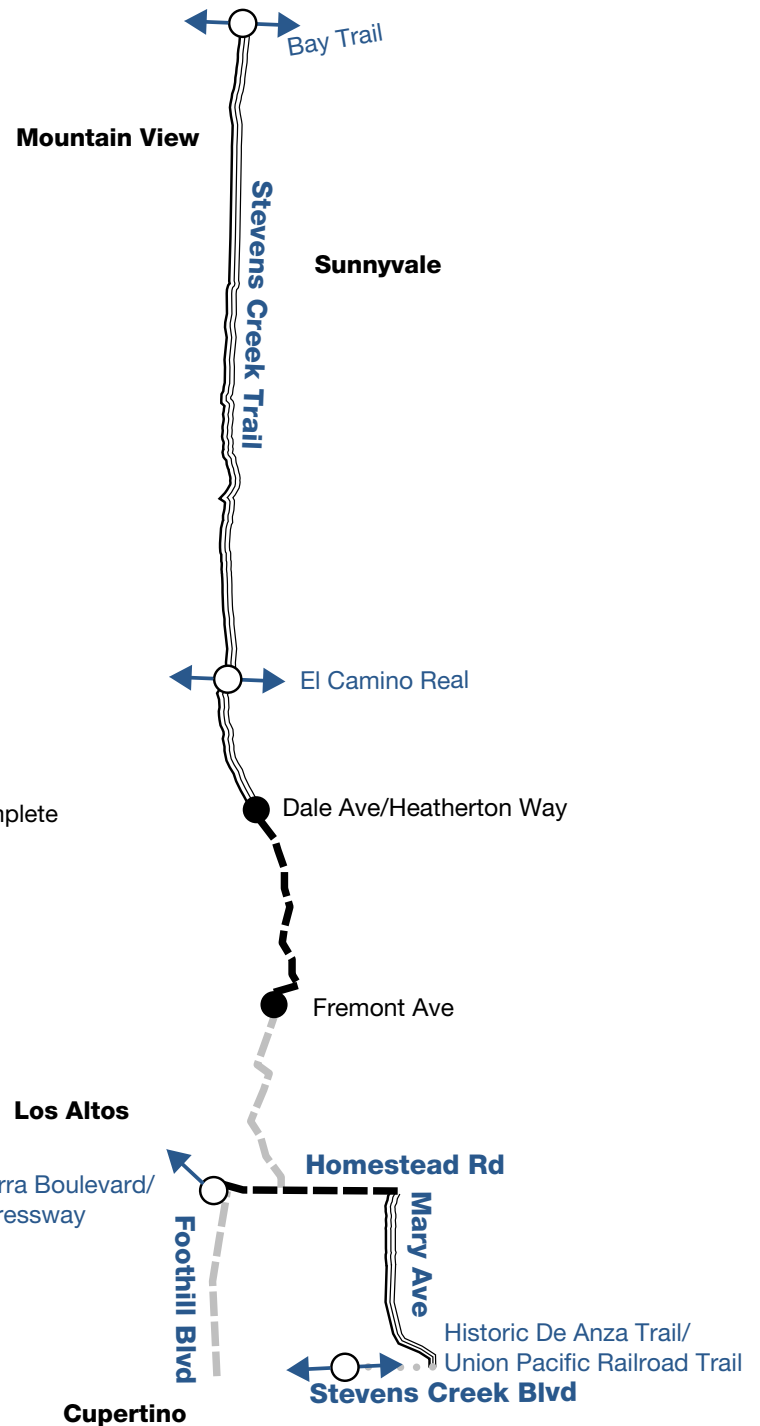 Bay Trail
Mountain View
Stevens Creek Trail
Sunnyvale
El Camino Real
Dale Ave/Heatherton Way
Fremont Ave
Los Altos
Homestead Rd
Boulevard/
Mary Ave
Foothill Blvd
Historic De Anza Trail/
Union Pacific Railroad Trail
Stevens Creek Blvd
Cupertino